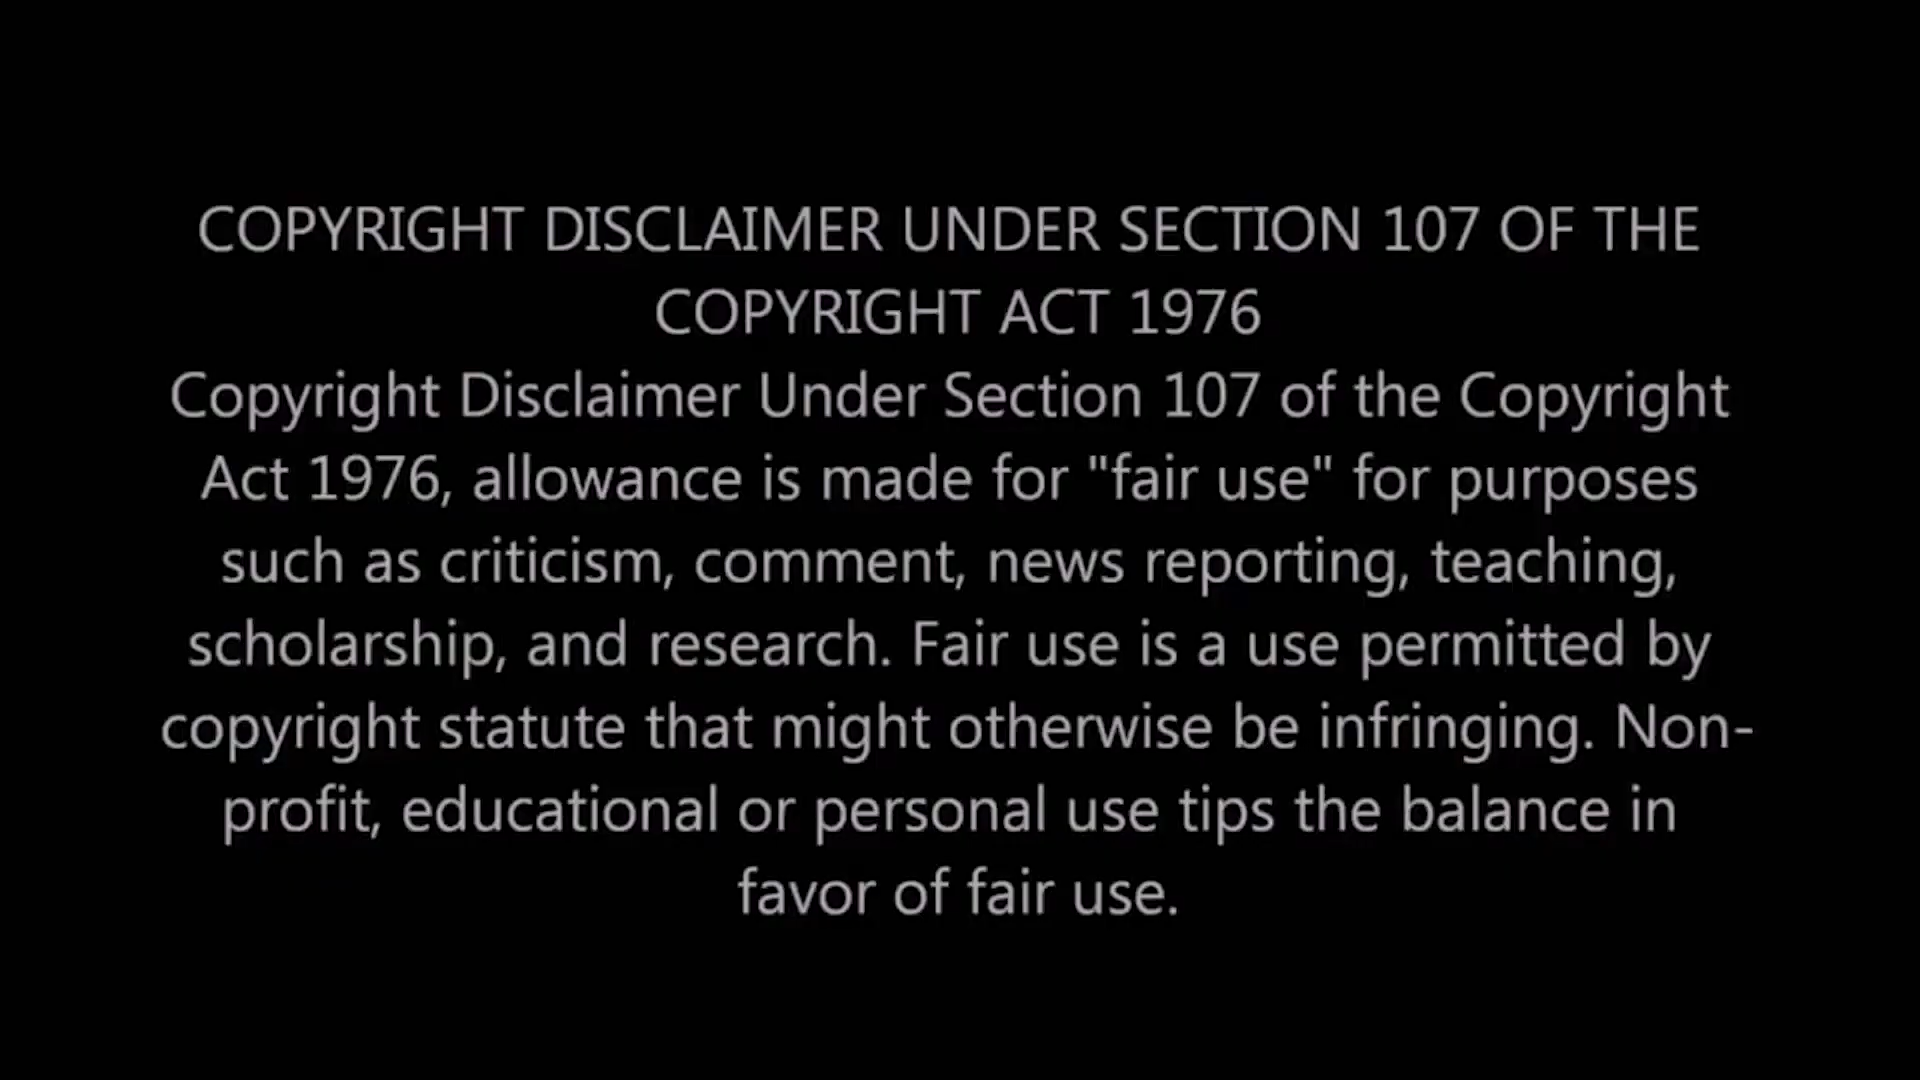 COPYRIGHT DISCLAIMER UNDER SECTION 107 OF THE
COPYRIGHT ACT 1976
Copyright Disclaimer Under Section 107 of the Copyright
Act 1976, allowance is made for "fair use" for purposes
such as criticism, comment, news reporting, teaching,
scholarship, and research. Fair use is a use permitted by
copyright statute that might otherwise be infringing. Non-
profit, educational or personal use tips the balance in
favor of fair use.